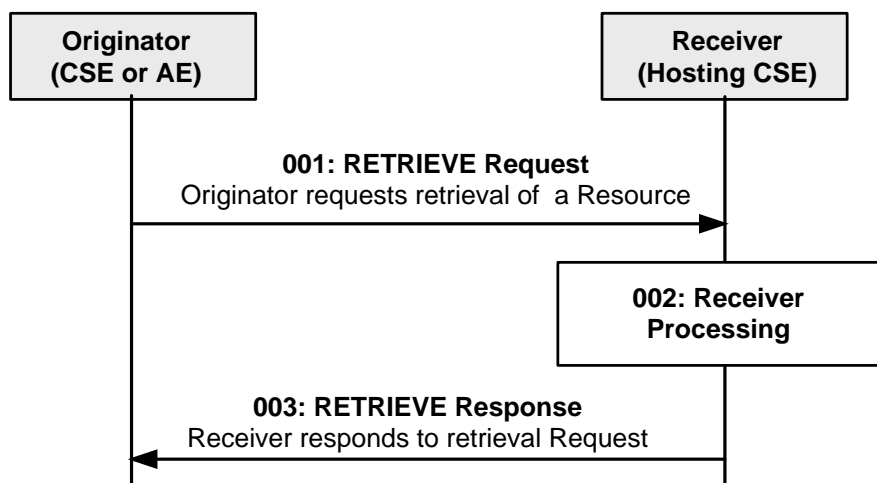 Originator
(CSE or AE)
Receiver
(Hosting CSE)
001: RETRIEVE Request
Originator requests retrieval of a Resource
002: Receiver
Processing
003: RETRIEVE Response
Receiver responds to retrieval Request